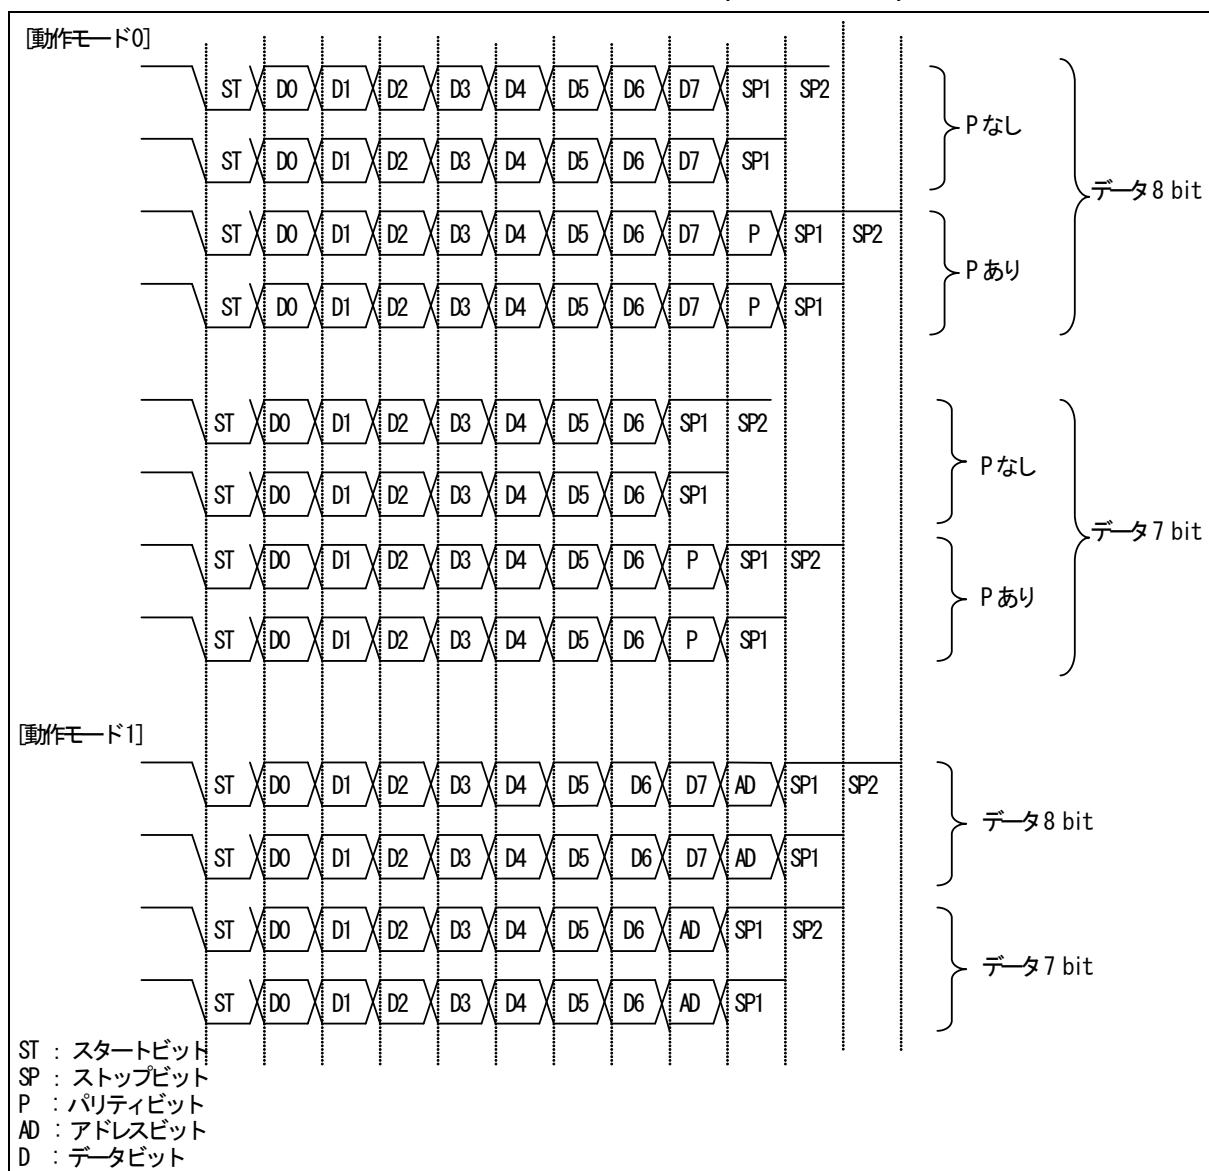 [動作モード0]
ST D0 D1 D2 D3 D4 D5 D6 D7 SP1 SP2
Pなし
ST D0 D1 D2 D3 D4 D5 D6 D7 SP1
データ8 bit
ST D0 D1 D2 D3 D4 D5 D6 D7 P SP1 SP2
Pあり
ST D0 D1 D2 D3 D4 D5 D6 D7 P SP1
ST D0 D1 D2 D3 D4 D5 D6 SP1 SP2
Pなし
ST D0 D1 D2 D3 D4 D5 D6 SP1
データ7 bit
ST D0 D1 D2 D3 D4 D5 D6 P SP1 SP2
Pあり
ST D0 D1 D2 D3 D4 D5 D6 P SP1
[動作モード1]
ST D0 D1 D2 D3 D4 D5 D6 D7 AD SP1 SP2
データ8 bit
ST D0 D1 D2 D3 D4 D5 D6 D7 AD SP1
ST D0 D1 D2 D3 D4 D5 D6 AD SP1 SP2
データ7 bit
ST D0 D1 D2 D3 D4 D5 D6 AD SP1
ST : スタートビット
SP : ストップビット
P : パリティビット
AD : アドレスビット
D : データビット